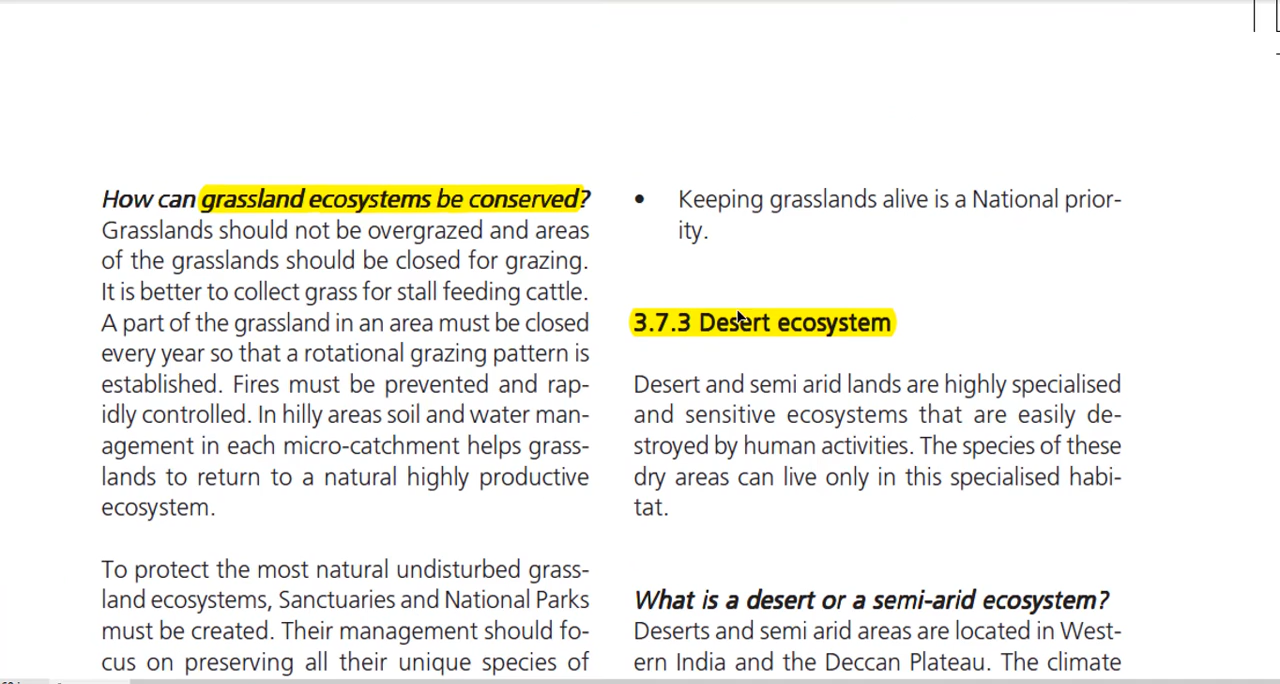 How can grassland ecosystems be conserved?
Grasslands should not be overgrazed and areas
of the grasslands should be closed for grazing.
It is better to collect grass for stall feeding cattle.
A part of the grassland in an area must be closed
every year so that a rotational grazing pattern is
established. Fires must be prevented and rap-
idly controlled. In hilly areas soil and water man-
agement in each micro-catchment helps grass-
lands to return to a natural highly productive
ecosystem.
To protect the most natural undisturbed grass-
land ecosystems, Sanctuaries and National Parks
must be created. Their management should fo-
cus on preserving all their unique species of
• Keeping grasslands alive is a National prior-
ity.
3.7.3 Desert ecosystem
Desert and semi arid lands are highly specialised
and sensitive ecosystems that are easily de-
stroyed by human activities. The species of these
dry areas can live only in this specialised habi-
tat.
What is a desert or a semi-arid ecosystem?
Deserts and semi arid areas are located in West-
ern India and the Deccan Plateau. The climate